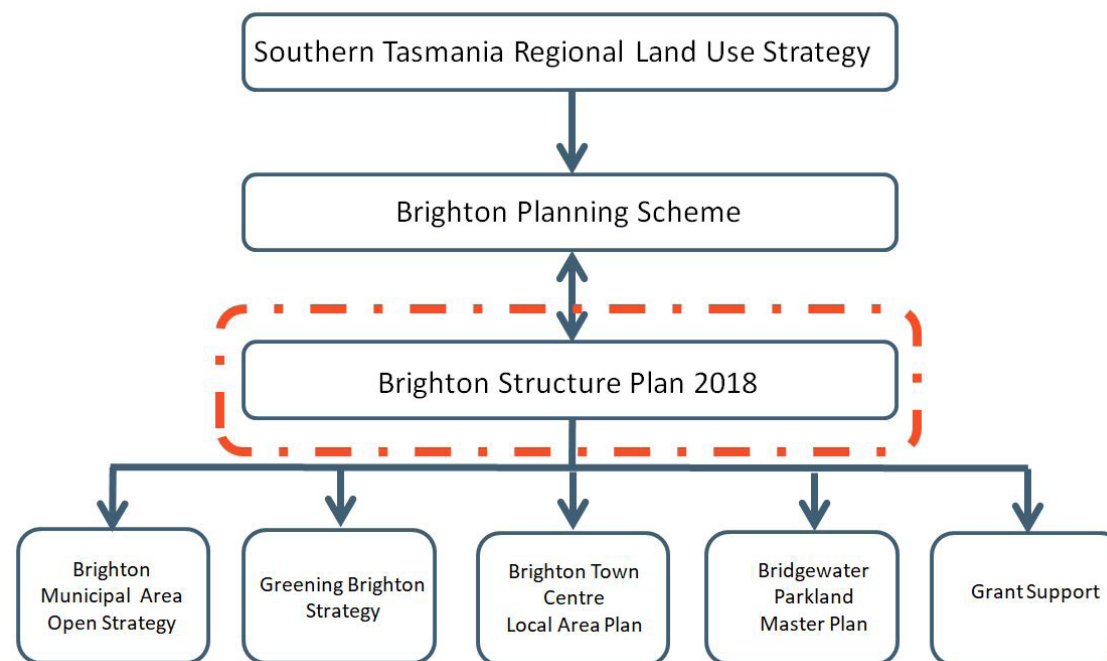 Southern Tasmania Regional Land Use Strategy
Brighton Planning Scheme
Brighton Structure Plan 2018
Brighton
Municipal Area
Open Strategy
Greening Brighton
Strategy
Brighton Town
Centre
Local Area Plan
Bridgewater
Parkland
Master Plan
Grant Support